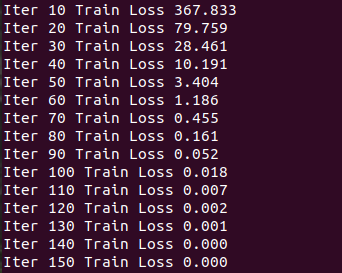 Iter 10 Train Loss 367.833
Iter 20 Train Loss 79.759
Iter 30 Train Loss 28.461
Iter 40 Train Loss 10.191
Iter 50 Train Loss 3.404
Iter 60 Train Loss 1.186
Iter 70 Train Loss 0.455
Iter 80 Train Loss 0.161
Iter 90 Train Loss 0.052
Iter 100 Train Loss 0.018
Iter 110 Train Loss 0.007
Iter 120 Train Loss 0.002
Iter 130 Train Loss 0.001
Iter 140 Train Loss 0.000
Iter 150 Train Loss 0.000